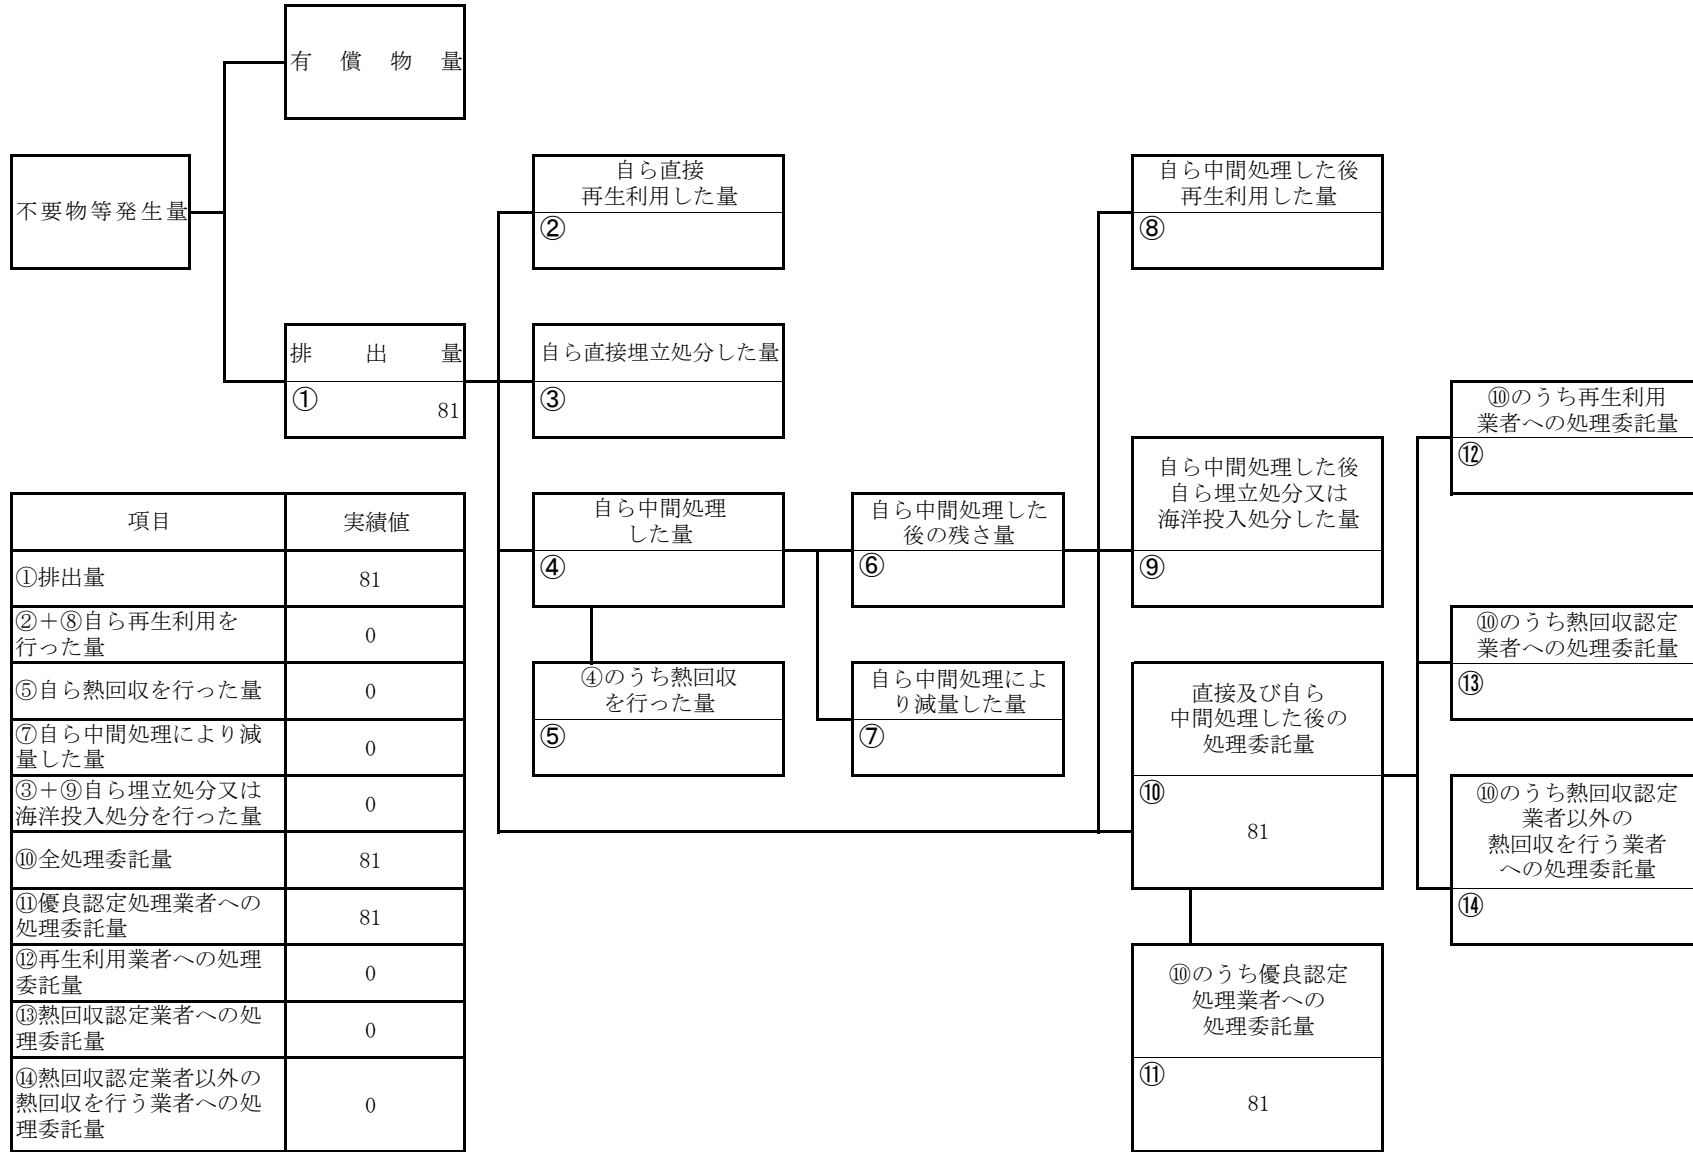 有償物量
不要物等発生量
排出量
①
81
自ら直接
再生利用した量
②
自ら直接埋立処分した量
③
自ら中間処理
した量
④
④のうち熱回収
を行った量
⑤
自ら中間処理した
後の残さ量
⑥
自ら中間処理によ
り減量した量
⑦
自ら中間処理した後
再生利用した量
⑧
自ら中間処理した後
自ら埋立処分又は
海洋投入処分した量
⑨
直接及び自ら
中間処理した後の
処理委託量
⑩
81
⑩のうち優良認定
処理業者への
処理委託量
⑪
81
⑩のうち再生利用
業者への処理委託量
⑫
⑩のうち熱回収認定
業者への処理委託量
⑬
⑩のうち熱回収認定
業者以外の
熱回収を行う業者
への処理委託量
⑭
項目 実績値
①排出量 81
②+⑧自ら再生利用を
行った量 0
⑤自ら熱回収を行った量 0
⑦自ら中間処理により減
量した量 0
③+⑨自ら埋立処分又は
海洋投入処分を行った量 0
⑩全処理委託量 81
⑪優良認定処理業者への
処理委託量 81
⑫再生利用業者への処理
委託量 0
⑬熱回収認定業者への処
理委託量 0
⑭熱回収認定業者以外の
熱回収を行う業者への処
理委託量 0